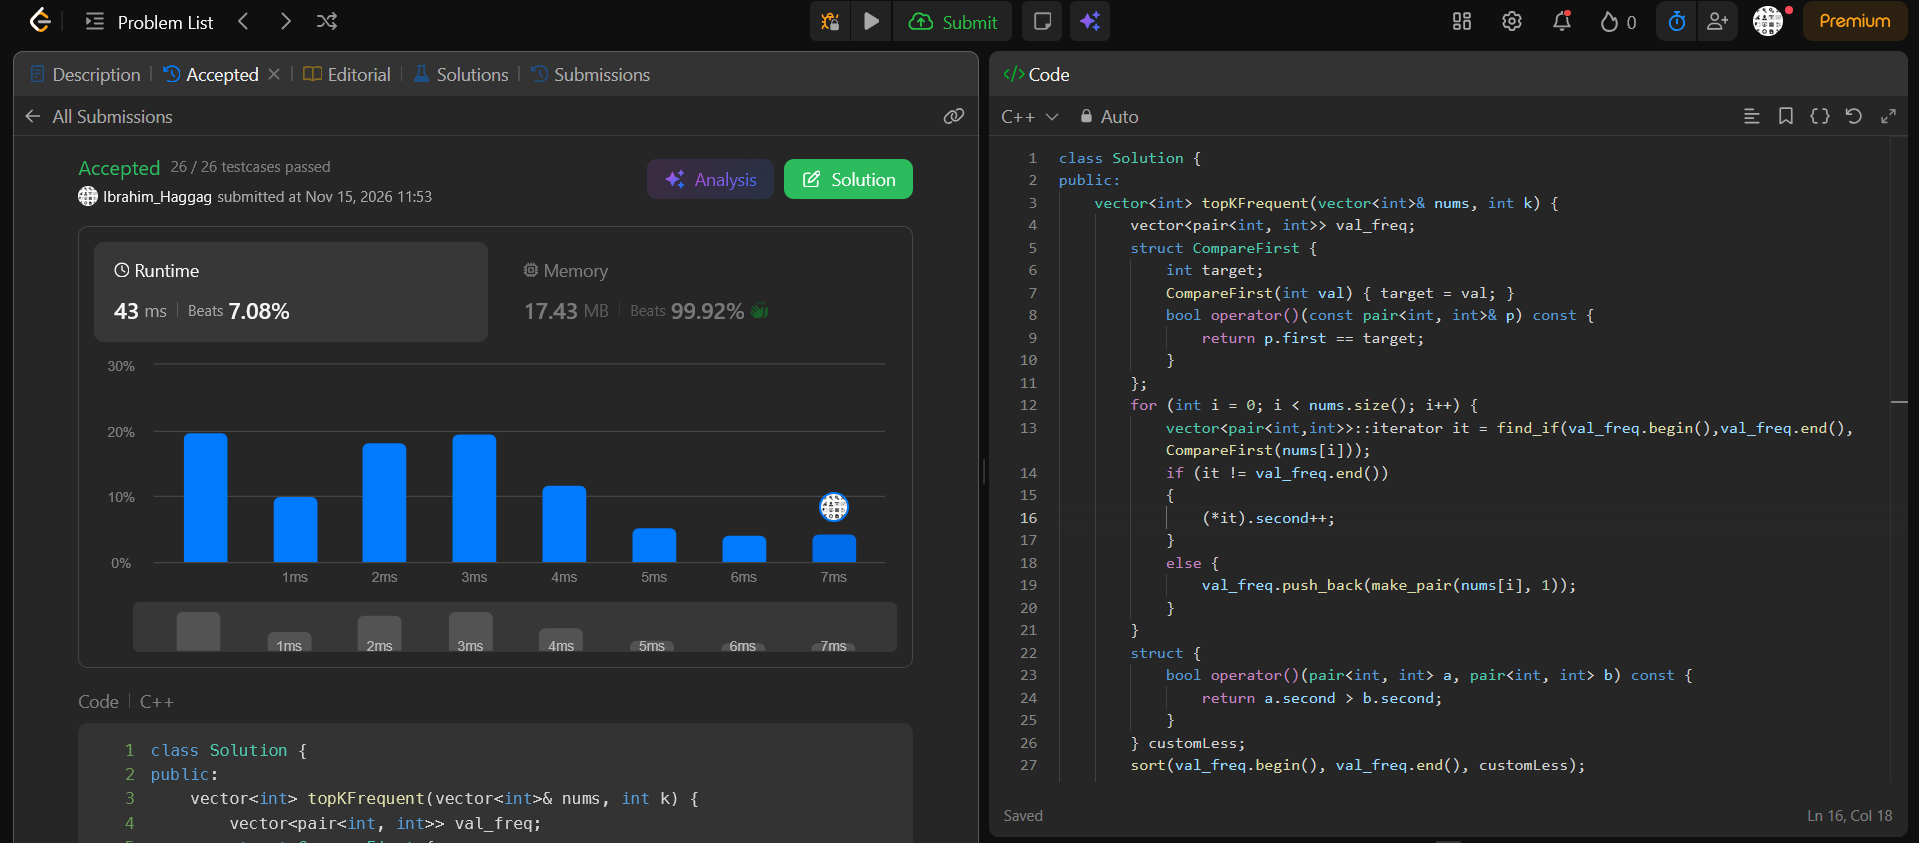 Problem List
Submit
0
Premium
Description
Accepted
Editorial
Solutions
Submissions
All Submissions
Accepted 26 / 26 testcases passed
Ibrahim_Haggag submitted at Nov 15, 2026 11:53
Analysis
Solution
Runtime
43 ms Beats 7.08%
Memory
17.43 MB Beats 99.92%
30%
20%
10%
0%
1ms 2ms 3ms 4ms 5ms 6ms 7ms
1ms 2ms 3ms 4ms 5ms 6ms 7ms
Code C++
1 class Solution {
2 public:
3 vector<int> topKFrequent(vector<int>& nums, int k) {
4 vector<pair<int, int>> val_freq;
</> Code
C++ Auto
1 class Solution {
2 public:
3 vector<int> topKFrequent(vector<int>& nums, int k) {
4 vector<pair<int, int>> val_freq;
5 struct CompareFirst {
6 int target;
7 CompareFirst(int val) { target = val; }
8 bool operator()(const pair<int, int>& p) const {
9 return p.first == target;
10 }
11 };
12 for (int i = 0; i < nums.size(); i++) {
13 vector<pair<int,int>>::iterator it = find_if(val_freq.begin(),val_freq.end(),
CompareFirst(nums[i]));
14 if (it != val_freq.end())
15 {
16 (*it).second++;
17 }
18 else {
19 val_freq.push_back(make_pair(nums[i], 1));
20 }
21 }
22 struct {
23 bool operator()(pair<int, int> a, pair<int, int> b) const {
24 return a.second > b.second;
25 }
26 } customLess;
27 sort(val_freq.begin(), val_freq.end(), customLess);
Saved
Ln 16, Col 18